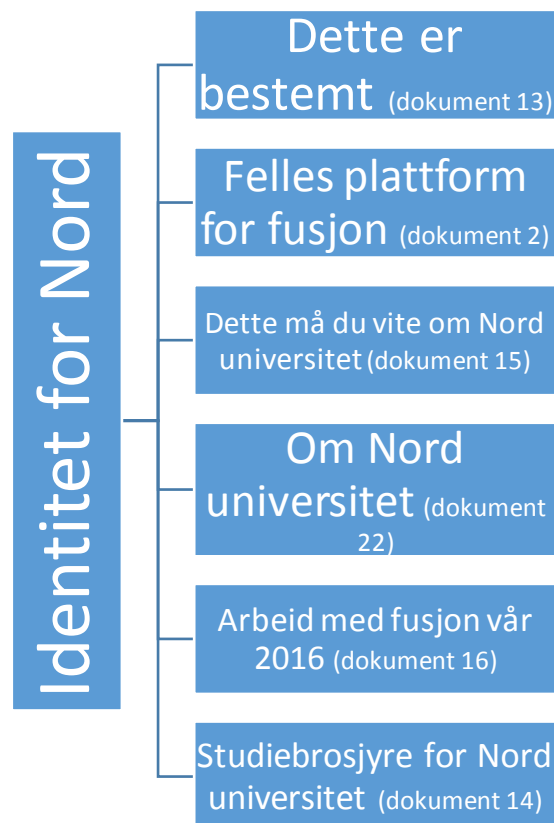 Identitet for Nord
Dette er
bestemt (dokument 13)
Felles plattform
for fusjon (dokument 2)
Dette må du vite om Nord
universitet (dokument 15)
Om Nord
universitet (dokument
22)
Arbeid med fusjon vår
2016 (dokument 16)
Studiebrosjyre for Nord
universitet (dokument 14)